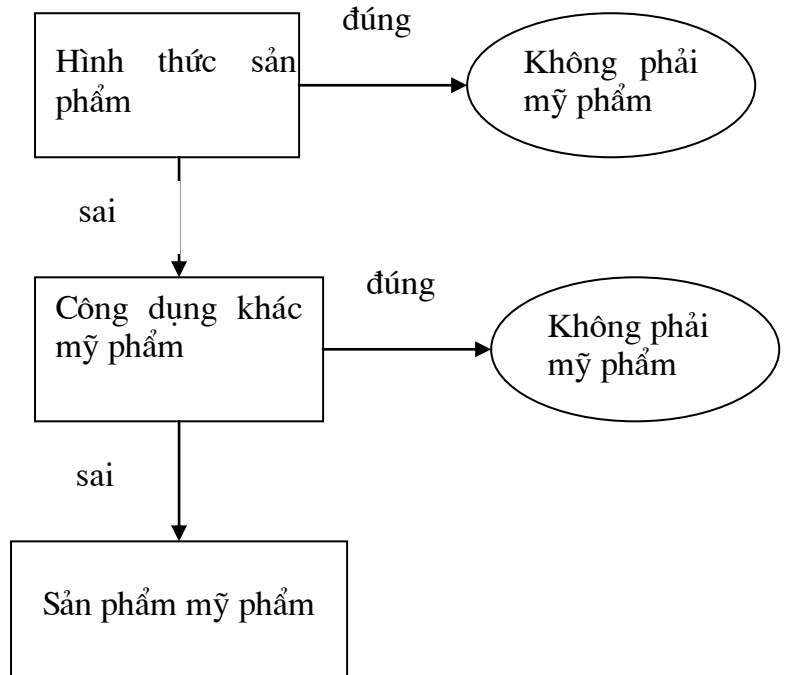 đúng
Hình thức sản
phẩm
Không phải
mỹ phẩm
sai
đúng
Công dụng khác
mỹ phẩm
Không phải
mỹ phẩm
sai
Sản phẩm mỹ phẩm